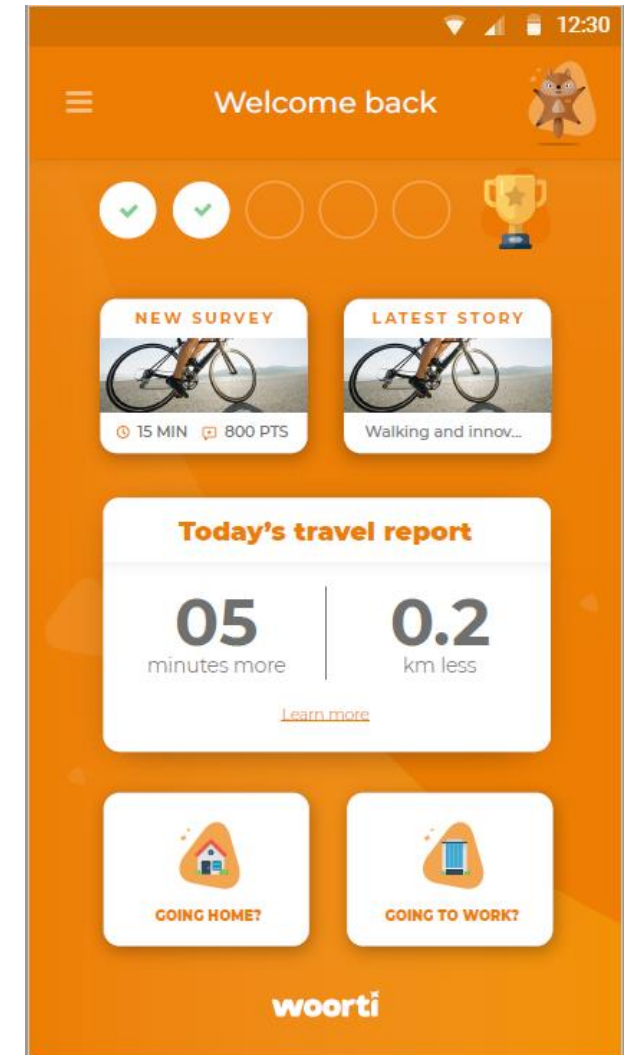 12:30
Welcome back
NEW SURVEY
15 MIN 800 PTS
LATEST STORY
Walking and innov...
Today's travel report
05
minutes more
0.2
km less
Learn more
GOING HOME?
GOING TO WORK?
woorti